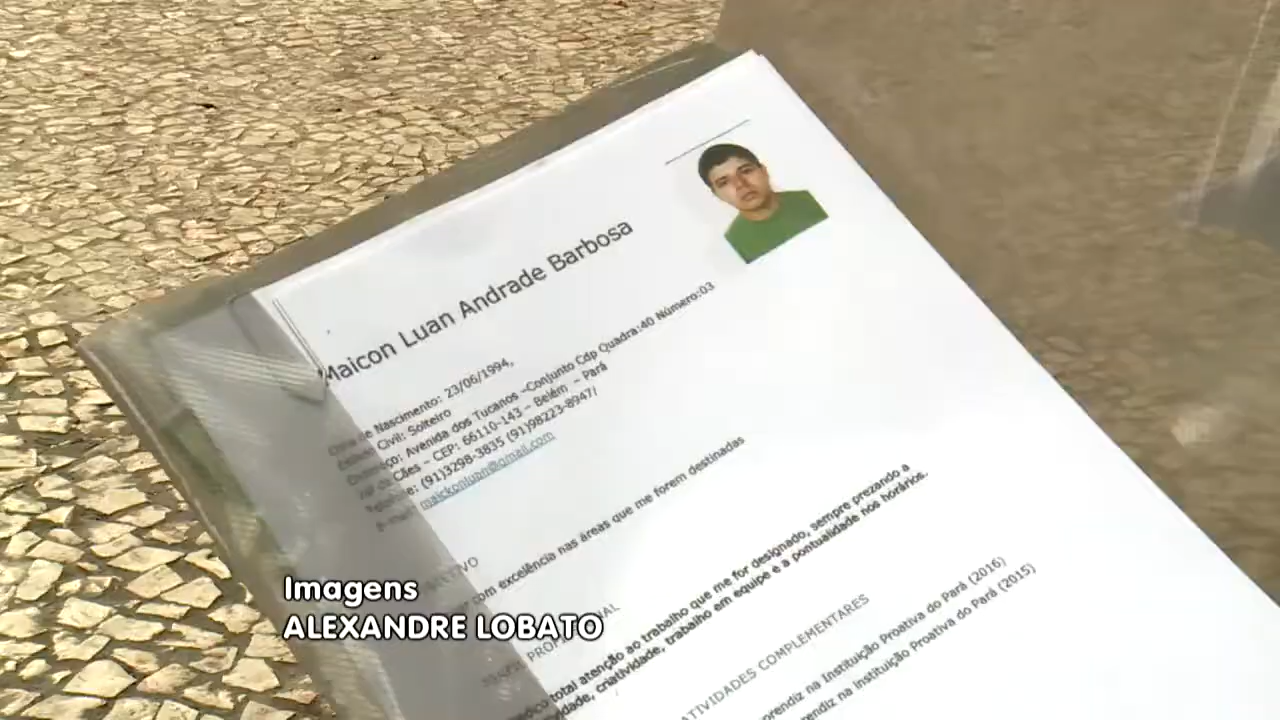 Maicon Luan Andrade Barbosa
Nascimento: 23/06/1994,
Civil: Solteiro
Avenida dos Tucanos –Conjunto Cdp Quadra:40 Número:03
Cães – CEP: 66110-143 – Belém – Pará
(91)3298-3835 (91)98223-8947/
com excelência nas áreas que me forem destinadas
total atenção ao trabalho que me for designado, sempre prezando a
criatividade, trabalho em equipe é a pontualidade nos horários.
ATIVIDADES COMPLEMENTARES
na Instituição Proativa do Pará (2016)
na instituição Proativa do Pará (2015)
Imagens
ALEXANDRE LOBATO